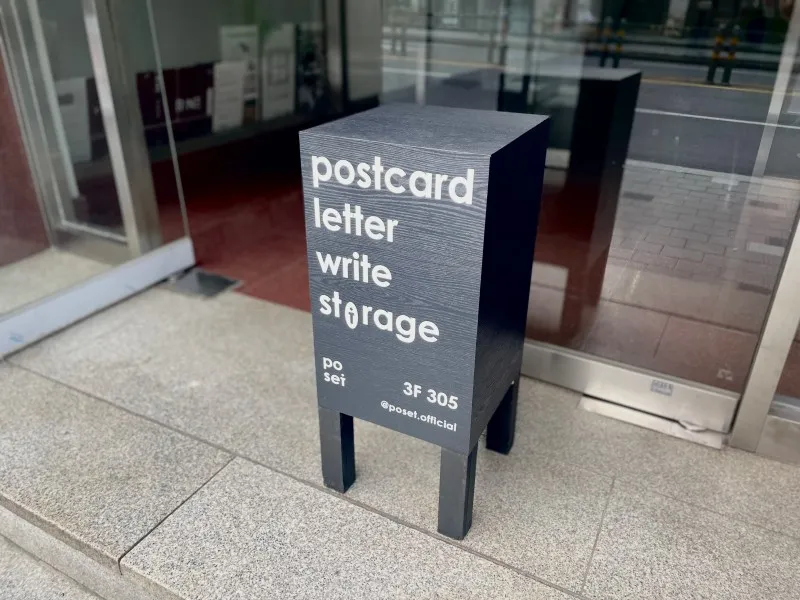 postcard
letter
write
storage
po
set
3F 305
@poset.official